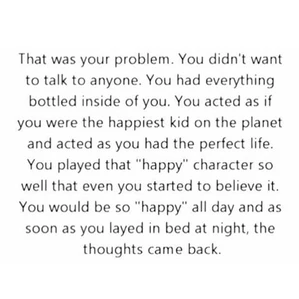 That was your problem. You didn't want
to talk to anyone. You had everything
bottled inside of you. You acted as if
you were the happiest kid on the planet
and acted as you had the perfect life.
You played that "happy" character so
well that even you started to believe it.
You would be so "happy" all day and as
soon as you layed in bed at night, the
thoughts came back.